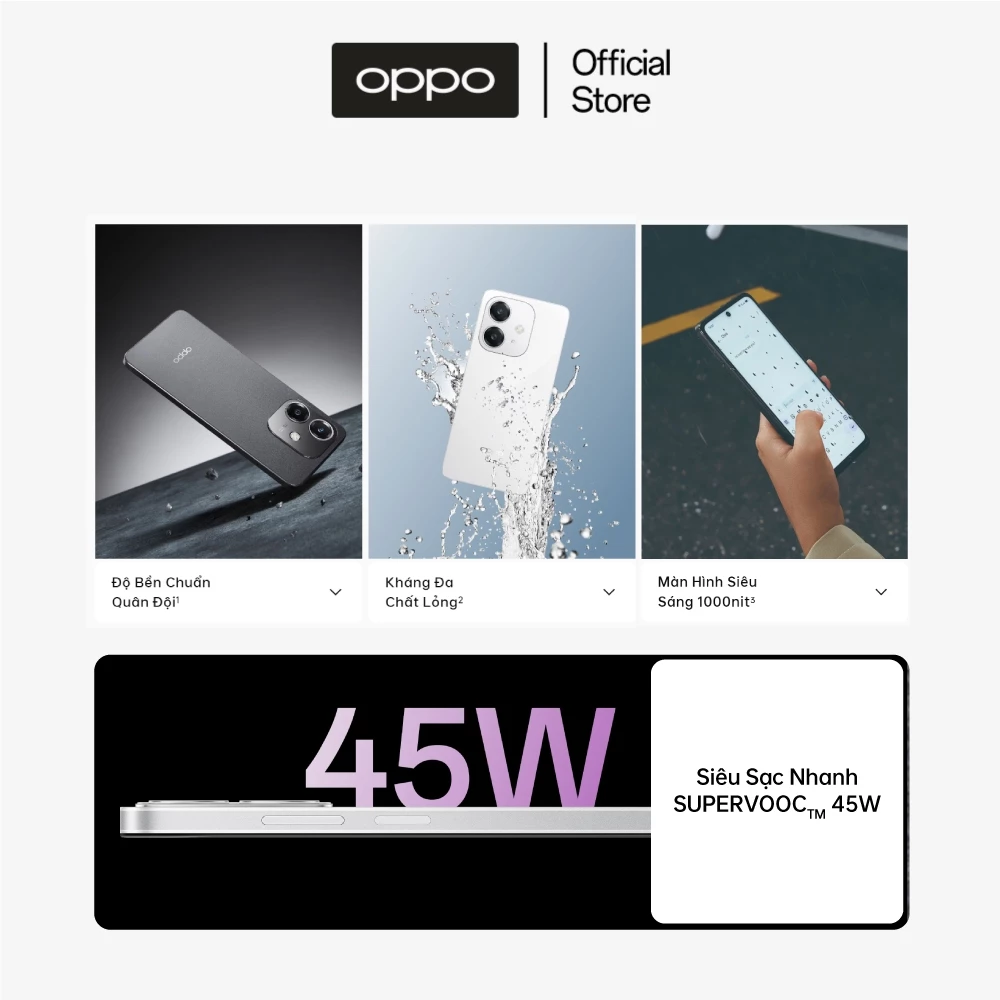 oppo
Official
Store
oppo
Độ Bền Chuẩn
Quân Đội¹
Kháng Đa
Chất Lỏng²
Màn Hình Siêu
Sáng 1000nit³
45W
Siêu Sạc Nhanh
SUPERVOOC™ 45W